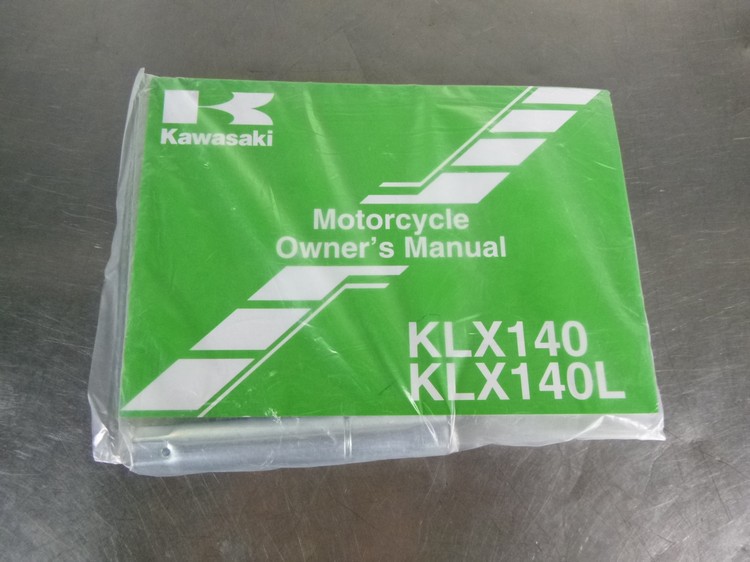 Kawasaki
Motorcycle
Owner's Manual
KLX140
KLX140L